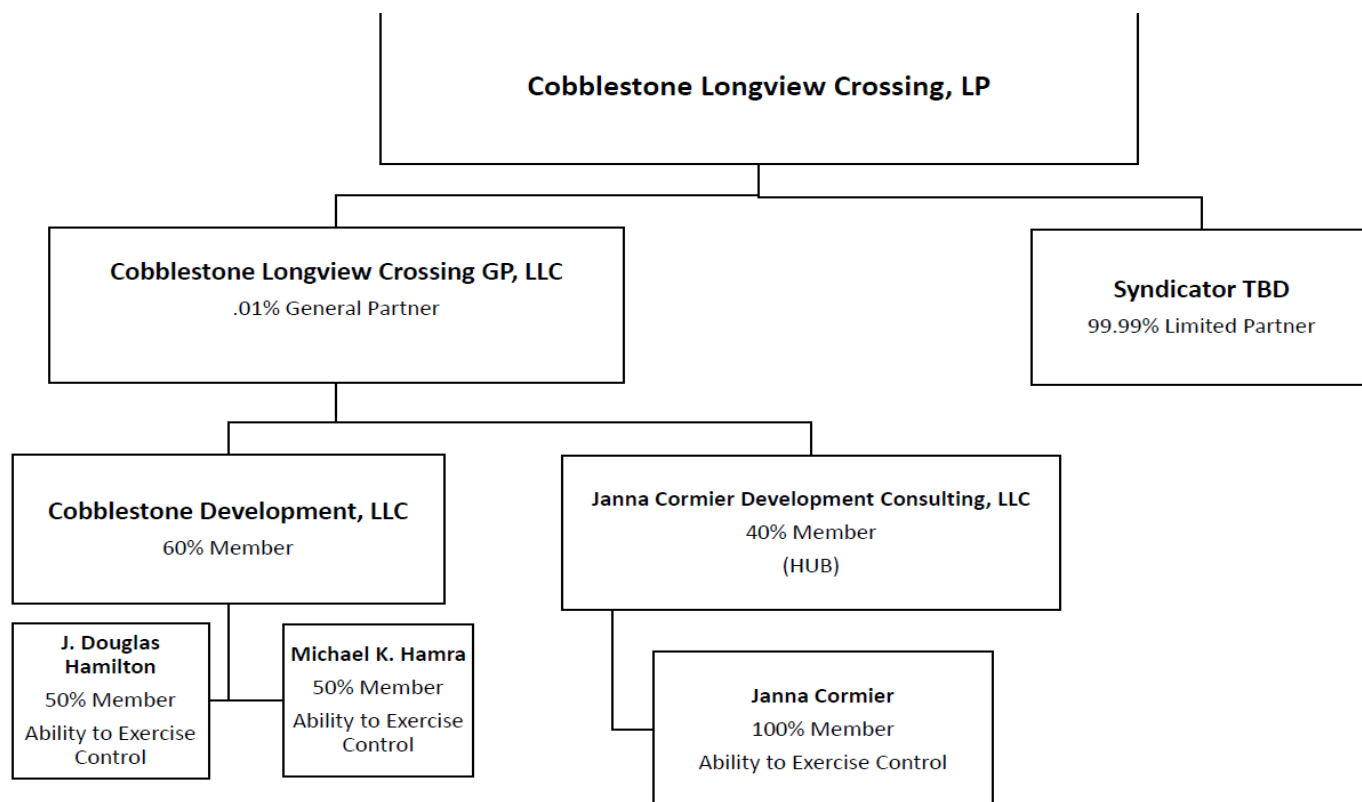 Cobblestone Longview Crossing, LP
Cobblestone Longview Crossing GP, LLC
.01% General Partner
Syndicator TBD
99.99% Limited Partner
Cobblestone Development, LLC
60% Member
Janna Cormier Development Consulting, LLC
40% Member
(HUB)
J. Douglas
Hamilton
50% Member
Ability to Exercise
Control
Michael K. Hamra
50% Member
Ability to Exercise
Control
Janna Cormier
100% Member
Ability to Exercise Control